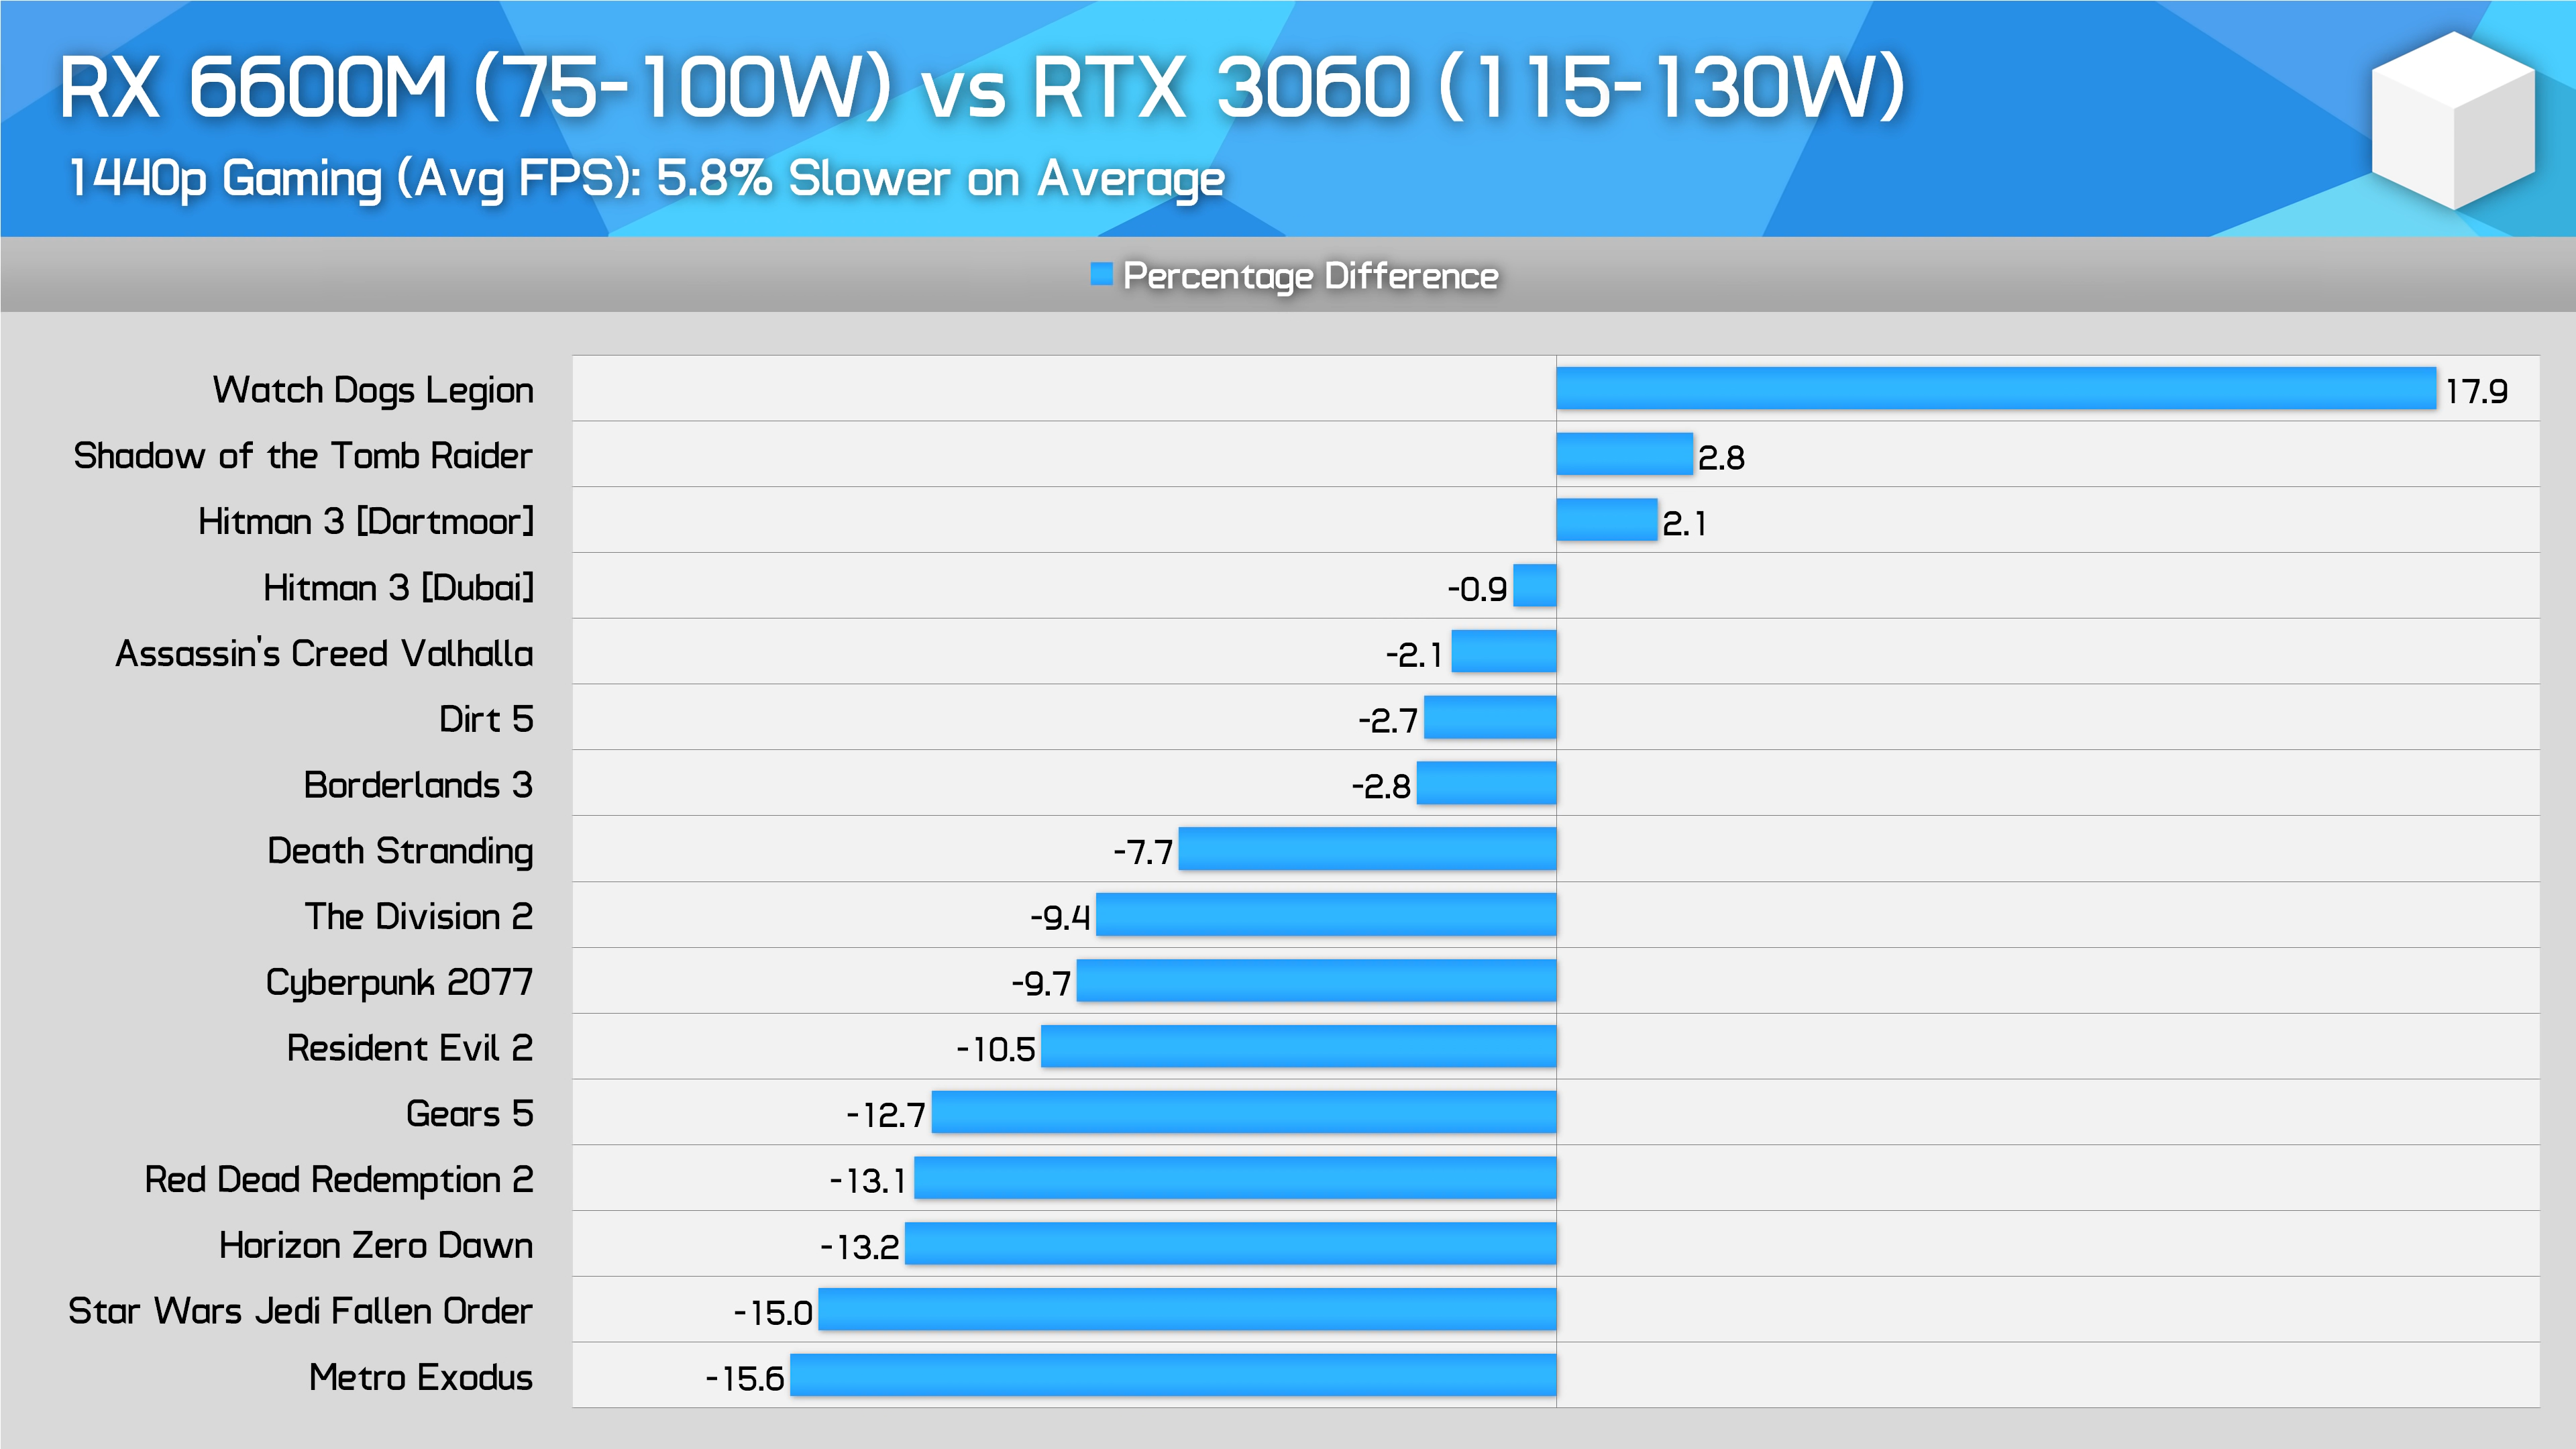 RX 6600M (75-100W) vs RTX 3060 (115-130W)
1440p Gaming (Avg FPS): 5.8% Slower on Average
Percentage Difference
Watch Dogs Legion 17.9
Shadow of the Tomb Raider 2.8
Hitman 3 [Dartmoor] 2.1
Hitman 3 [Dubai] -0.9
Assassin's Creed Valhalla -2.1
Dirt 5 -2.7
Borderlands 3 -2.8
Death Stranding -7.7
The Division 2 -9.4
Cyberpunk 2077 -9.7
Resident Evil 2 -10.5
Gears 5 -12.7
Red Dead Redemption 2 -13.1
Horizon Zero Dawn -13.2
Star Wars Jedi Fallen Order -15.0
Metro Exodus -15.6